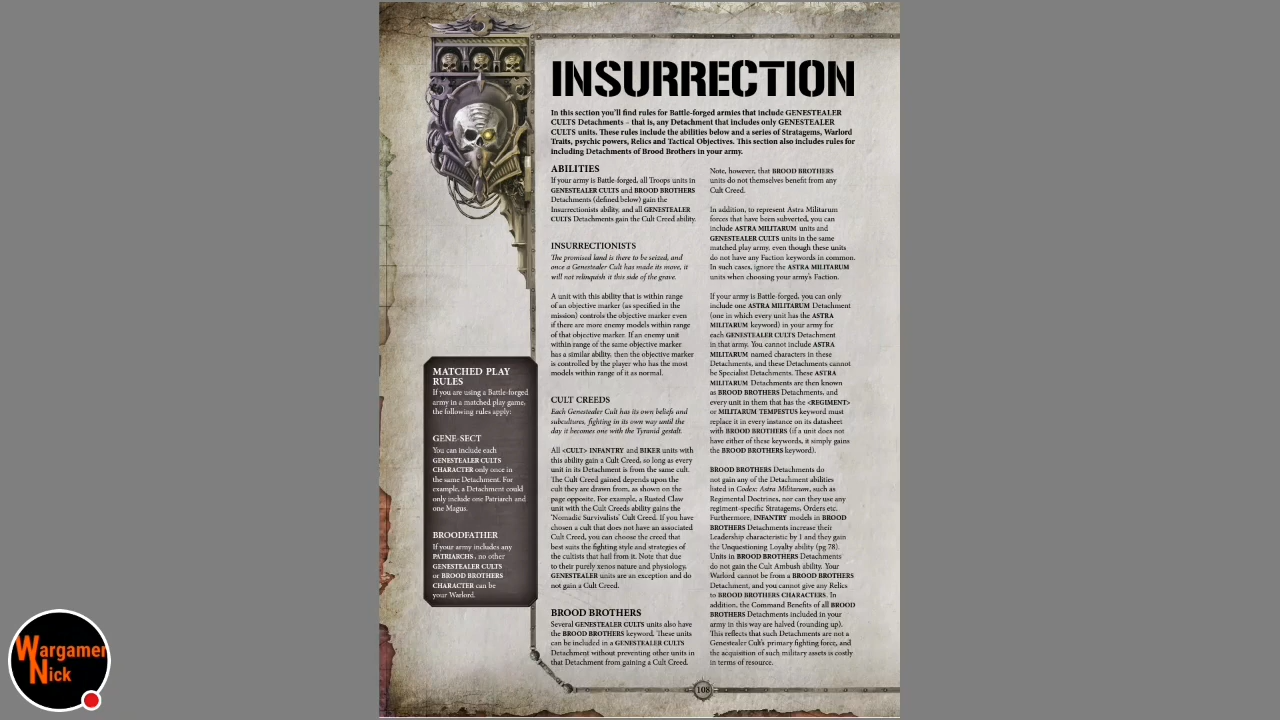 INSURRECTION
In this section you'll find rules for Battle-forged armies that include GENESTEALER
CULTS Detachments – that is, any Detachment that includes only GENESTEALER
CULTS units. These rules include the abilities below and a series of Stratagems, Warlord
Traits, psychic powers, Relics and Tactical Objectives. This section also includes rules for
including Detachments of Brood Brothers in your army.
ABILITIES
If your army is Battle-forged, all Troops units in
GENESTEALER CULTS and BROOD BROTHERS
Detachments (defined below) gain the
Insurrectionists ability, and all GENESTEALER
CULTS Detachments gain the Cult Creed ability.
INSURRECTIONISTS
The promised land is there to be seized, and
once a Genestealer Cult has made its move, it
will not relinquish it this side of the grave.
A unit with this ability that is within range
of an objective marker (as specified in the
mission) controls the objective marker even
if there are more enemy models within range
of that objective marker. If an enemy unit
within range of the same objective marker
has a similar ability, then the objective marker
is controlled by the player who has the most
models within range of it as normal.
CULT CREEDS
Each Genestealer Cult has its own beliefs and
subcultures, fighting in its own way until the
day it becomes one with the Tyranid gestalt.
All <CULT> INFANTRY and BIKER units with
this ability gain a Cult Creed, so long as every
unit in its Detachment is from the same cult.
The Cult Creed gained depends upon the
cult they are drawn from, as shown on the
page opposite. For example, a Rusted Claw
unit with the Cult Creeds ability gains the
'Nomadic Survivalists' Cult Creed. If you have
chosen a cult that does not have an associated
Cult Creed, you can choose the creed that
best suits the fighting style and strategies of
the cultists that hail from it. Note that due
to their purely xenos nature and physiology,
GENESTEALER units are an exception and do
not gain a Cult Creed.
BROOD BROTHERS
Several GENESTEALER CULTS units also have
the BROOD BROTHERS keyword. These units
can be included in a GENESTEALER CULTS
Detachment without preventing other units in
that Detachment from gaining a Cult Creed.
Note, however, that BROOD BROTHERS
units do not themselves benefit from any
Cult Creed.
In addition, to represent Astra Militarum
forces that have been subverted, you can
include ASTRA MILITARUM units and
GENESTEALER CULTS units in the same
matched play army, even though these units
do not have any Faction keywords in common.
In such cases, ignore the ASTRA MILITARUM
units when choosing your army's Faction.
If your army is Battle-forged, you can only
include one ASTRA MILITARUM Detachment
(one in which every unit has the ASTRA
MILITARUM keyword) in your army for
each GENESTEALER CULTS Detachment
in that army. You cannot include ASTRA
MILITARUM named characters in these
Detachments, and these Detachments cannot
be Specialist Detachments. These ASTRA
MILITARUM Detachments are then known
as BROOD BROTHERS Detachments, and
every unit in them that has the <REGIMENT>
or MILITARUM TEMPESTUS keyword must
replace it in every instance on its datasheet
with BROOD BROTHERS (if a unit does not
have either of these keywords, it simply gains
the BROOD BROTHERS keyword).
BROOD BROTHERS Detachments do
not gain any of the Detachment abilities
listed in Codex: Astra Militarum, such as
Regimental Doctrines, nor can they use any
regiment-specific Stratagems, Orders etc.
Furthermore, INFANTRY models in BROOD
BROTHERS Detachments increase their
Leadership characteristic by 1 and they gain
the Unquestioning Loyalty ability (pg 78).
Units in BROOD BROTHERS Detachments
do not gain the Cult Ambush ability. Your
Warlord cannot be from a BROOD BROTHERS
Detachment, and you cannot give any Relics
to BROOD BROTHERS CHARACTERS. In
addition, the Command Benefits of all BROOD
BROTHERS Detachments included in your
army in this way are halved (rounding up).
This reflects that such Detachments are not a
Genestealer Cult's primary fighting force, and
the acquisition of such military assets is costly
in terms of resource.
MATCHED PLAY
RULES
If you are using a Battle-forged
army in a matched play game,
the following rules apply:
GENE-SECT
You can include each
GENESTEALER CULTS
CHARACTER only once in
the same Detachment. For
example, a Detachment could
only include one Patriarch and
one Magus.
BROODFATHER
If your army includes any
PATRIARCHS, no other
GENESTEALER CULTS
or BROOD BROTHERS
CHARACTER can be
your Warlord.
108
Wargamer
Nick